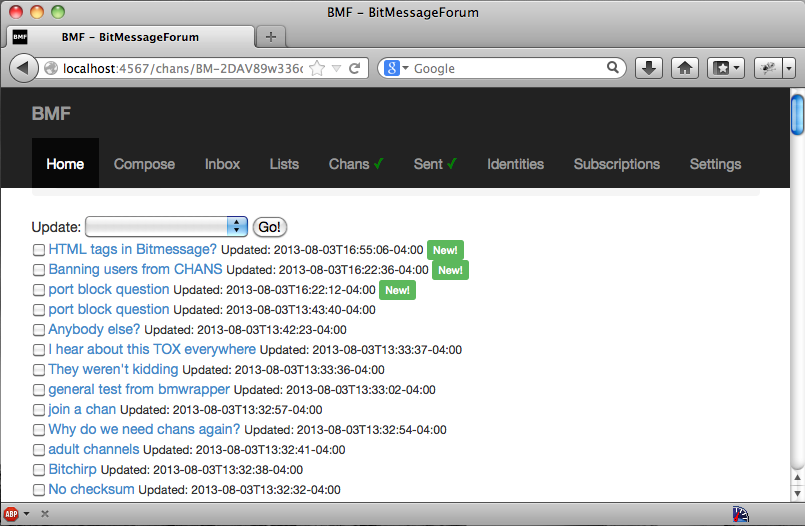 BMF - BitMessageForum
BMF BMF - BitMessageForum
localhost:4567/chans/BM-2DAV89w336c Google
BMF
Home Compose Inbox Lists Chans ✓ Sent ✓ Identities Subscriptions Settings
Update: Go!
HTML tags in Bitmessage? Updated: 2013-08-03T16:55:06-04:00 New!
Banning users from CHANS Updated: 2013-08-03T16:22:36-04:00 New!
port block question Updated: 2013-08-03T16:22:12-04:00 New!
port block question Updated: 2013-08-03T13:43:40-04:00
Anybody else? Updated: 2013-08-03T13:42:23-04:00
I hear about this TOX everywhere Updated: 2013-08-03T13:33:37-04:00
They weren't kidding Updated: 2013-08-03T13:33:36-04:00
general test from bmwrapper Updated: 2013-08-03T13:33:02-04:00
join a chan Updated: 2013-08-03T13:32:57-04:00
Why do we need chans again? Updated: 2013-08-03T13:32:54-04:00
adult channels Updated: 2013-08-03T13:32:41-04:00
Bitchirp Updated: 2013-08-03T13:32:38-04:00
No checksum Updated: 2013-08-03T13:32:32-04:00
ABP